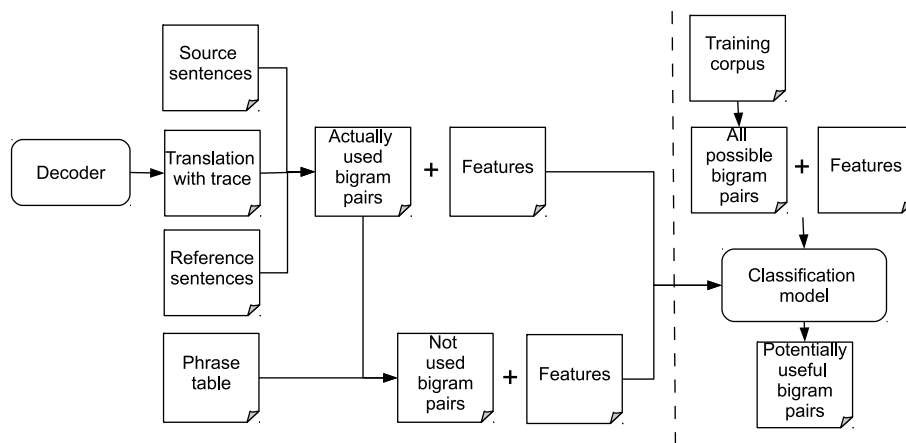 Source
sentences
Decoder
Translation
with trace
Reference
sentences
Phrase
table
Actually
used
bigram
pairs
+
Features
Not
used
bigram
pairs
+
Features
Training
corpus
All
possible
bigram
pairs
+
Features
Classification
model
Potentially
useful
bigram
pairs